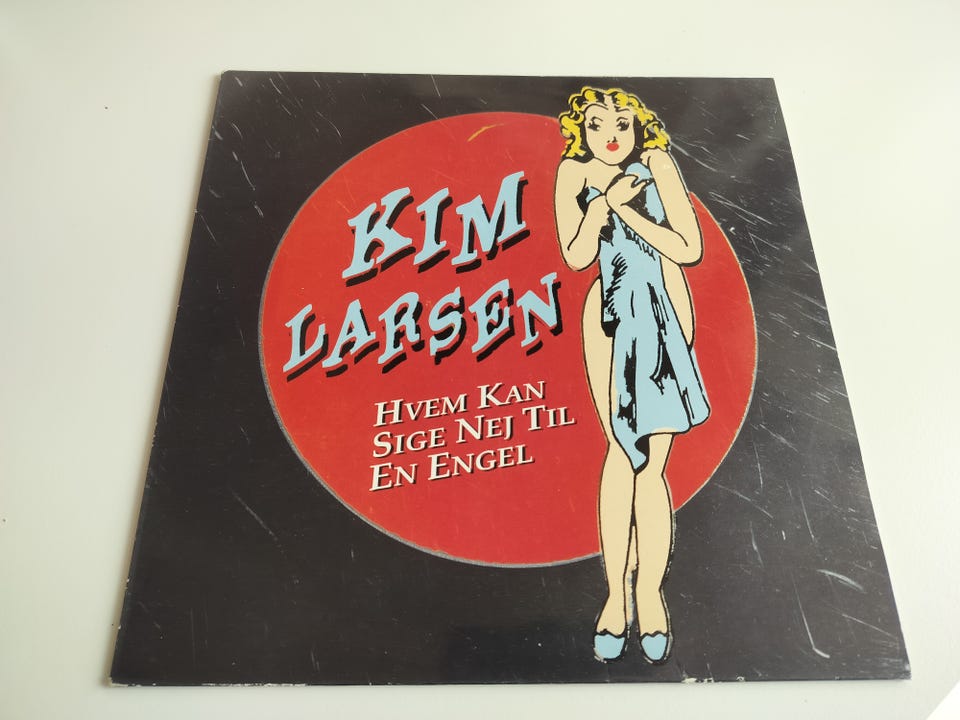 KIM
LARSEN
HVEM KAN
SIGE NEJ TIL
EN ENGEL